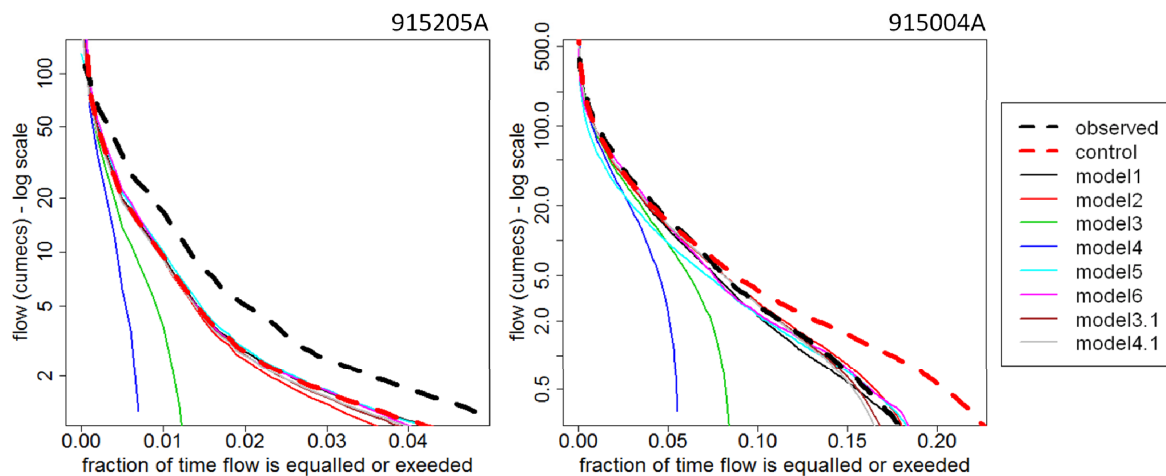 915205A
915004A
flow (cumecs) - log scale
100
50
20
10
5
2
0.00
0.01
0.02
0.03
0.04
fraction of time flow is equalled or exeeded
flow (cumecs) - log scale
500.0
100.0
20.0
5.0
2.0
0.5
0.00
0.05
0.10
0.15
0.20
fraction of time flow is equalled or exeeded
observed
control
model1
model2
model3
model4
model5
model6
model3.1
model4.1